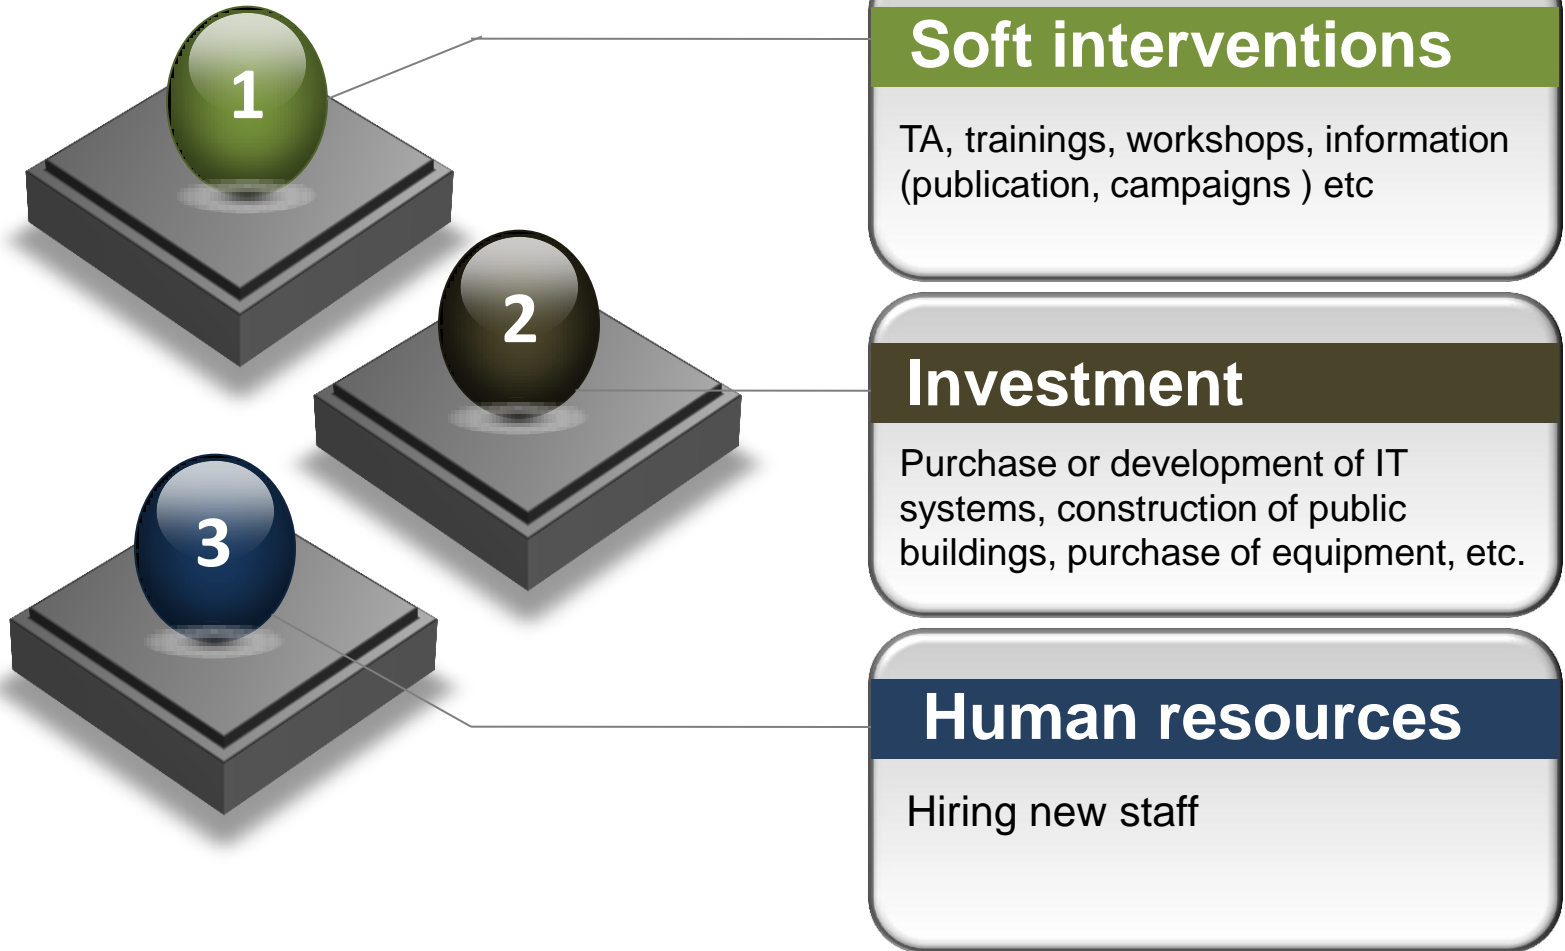 1
Soft interventions
TA, trainings, workshops, information
(publication, campaigns ) etc
2
Investment
Purchase or development of IT
systems, construction of public
buildings, purchase of equipment, etc.
3
Human resources
Hiring new staff